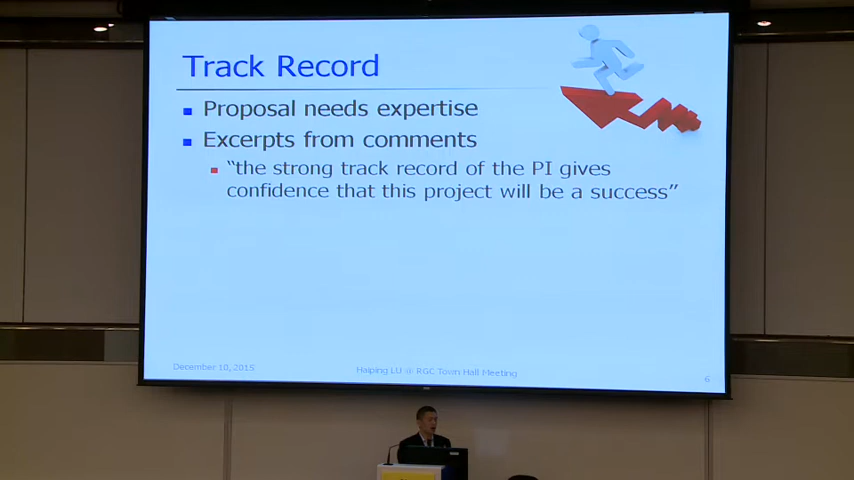 Track Record
Proposal needs expertise
Excerpts from comments
“the strong track record of the PI gives
confidence that this project will be a success”
December 10, 2015
Haiping LU @ RGC Town Hall Meeting
6